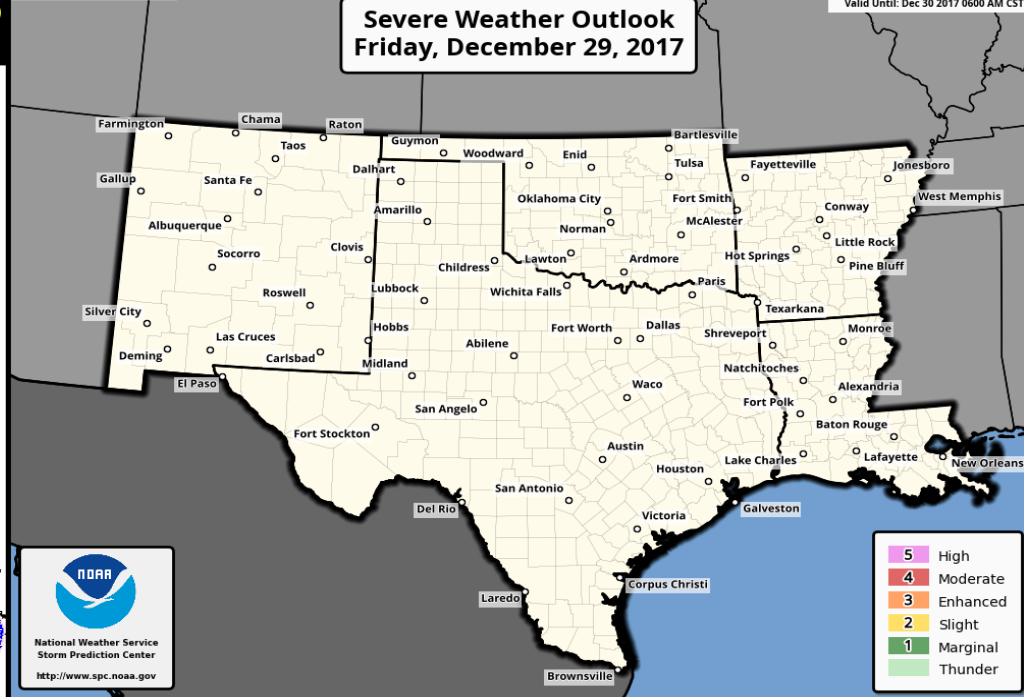 Valid Until: Dec 30 2017 0600 AM CST
Severe Weather Outlook
Friday, December 29, 2017
Farmington
Chama
Raton
Taos
Guymon
Woodward
Enid
Bartlesville
Tulsa
Fayetteville
Jonesboro
Gallup
Santa Fe
Dalhart
Oklahoma City
Fort Smith
West Memphis
Albuquerque
Amarillo
Norman
McAlester
Conway
Socorro
Clovis
Childress
Lawton
Ardmore
Hot Springs
Little Rock
Pine Bluff
Roswell
Lubbock
Wichita Falls
Paris
Texarkana
Silver City
Hobbs
Fort Worth
Dallas
Shreveport
Monroe
Deming
Las Cruces
Carlsbad
Midland
Abilene
Natchitoches
El Paso
San Angelo
Waco
Fort Polk
Alexandria
Fort Stockton
Austin
Baton Rouge
Houston
Lake Charles
Lafayette
New Orleans
Del Rio
San Antonio
Victoria
Galveston
Laredo
Corpus Christi
Brownsville
NOAA
National Weather Service
Storm Prediction Center
http://www.spc.noaa.gov
5 High
4 Moderate
3 Enhanced
2 Slight
1 Marginal
Thunder